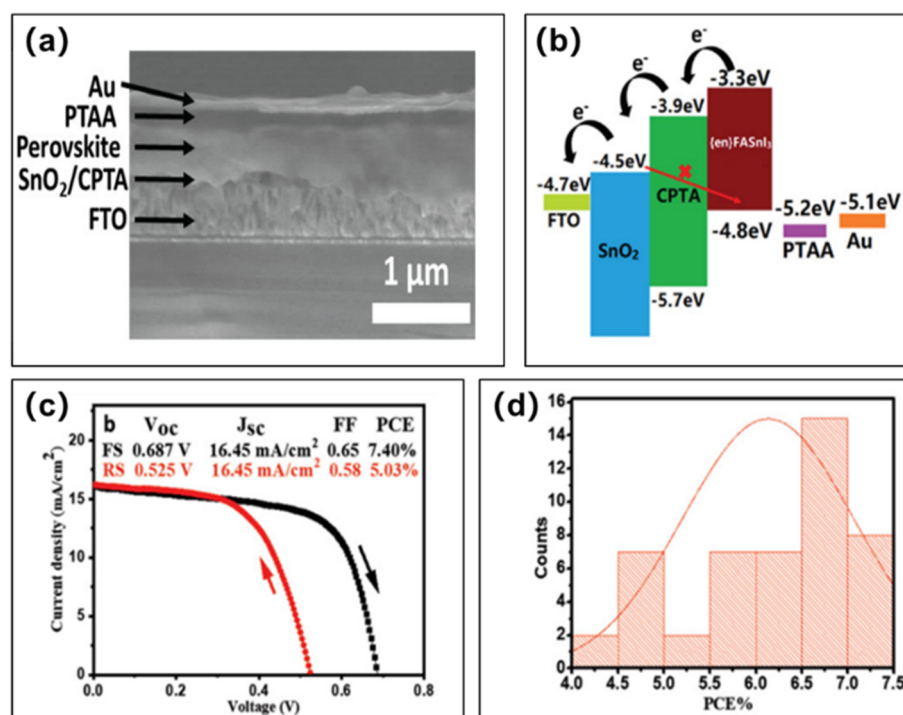 (a)
Au
PTAA
Perovskite
SnO₂/CPTA
FTO
1 μm
(b)
e⁻
e⁻
e⁻
-3.3eV
-3.9eV
-4.5eV
{en}FASnI₃
-4.7eV
FTO
CPTA
SnO₂
-4.8eV
-5.2eV
PTAA
-5.1eV
Au
-5.7eV
(c)
b Voc Jsc FF PCE
FS 0.687 V 16.45 mA/cm² 0.65 7.40%
RS 0.525 V 16.45 mA/cm² 0.58 5.03%
Current density (mA/cm²)
20
15
10
5
0
0.0 0.2 0.4 0.6 0.8
Voltage (V)
(d)
Counts
16
14
12
10
8
6
4
2
0
4.0 4.5 5.0 5.5 6.0 6.5 7.0 7.5
PCE%